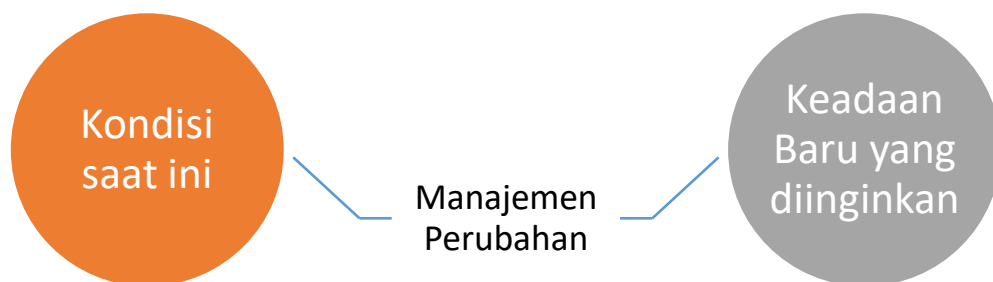 Kondisi
saat ini
Manajemen
Perubahan
Keadaan
Baru yang
diinginkan